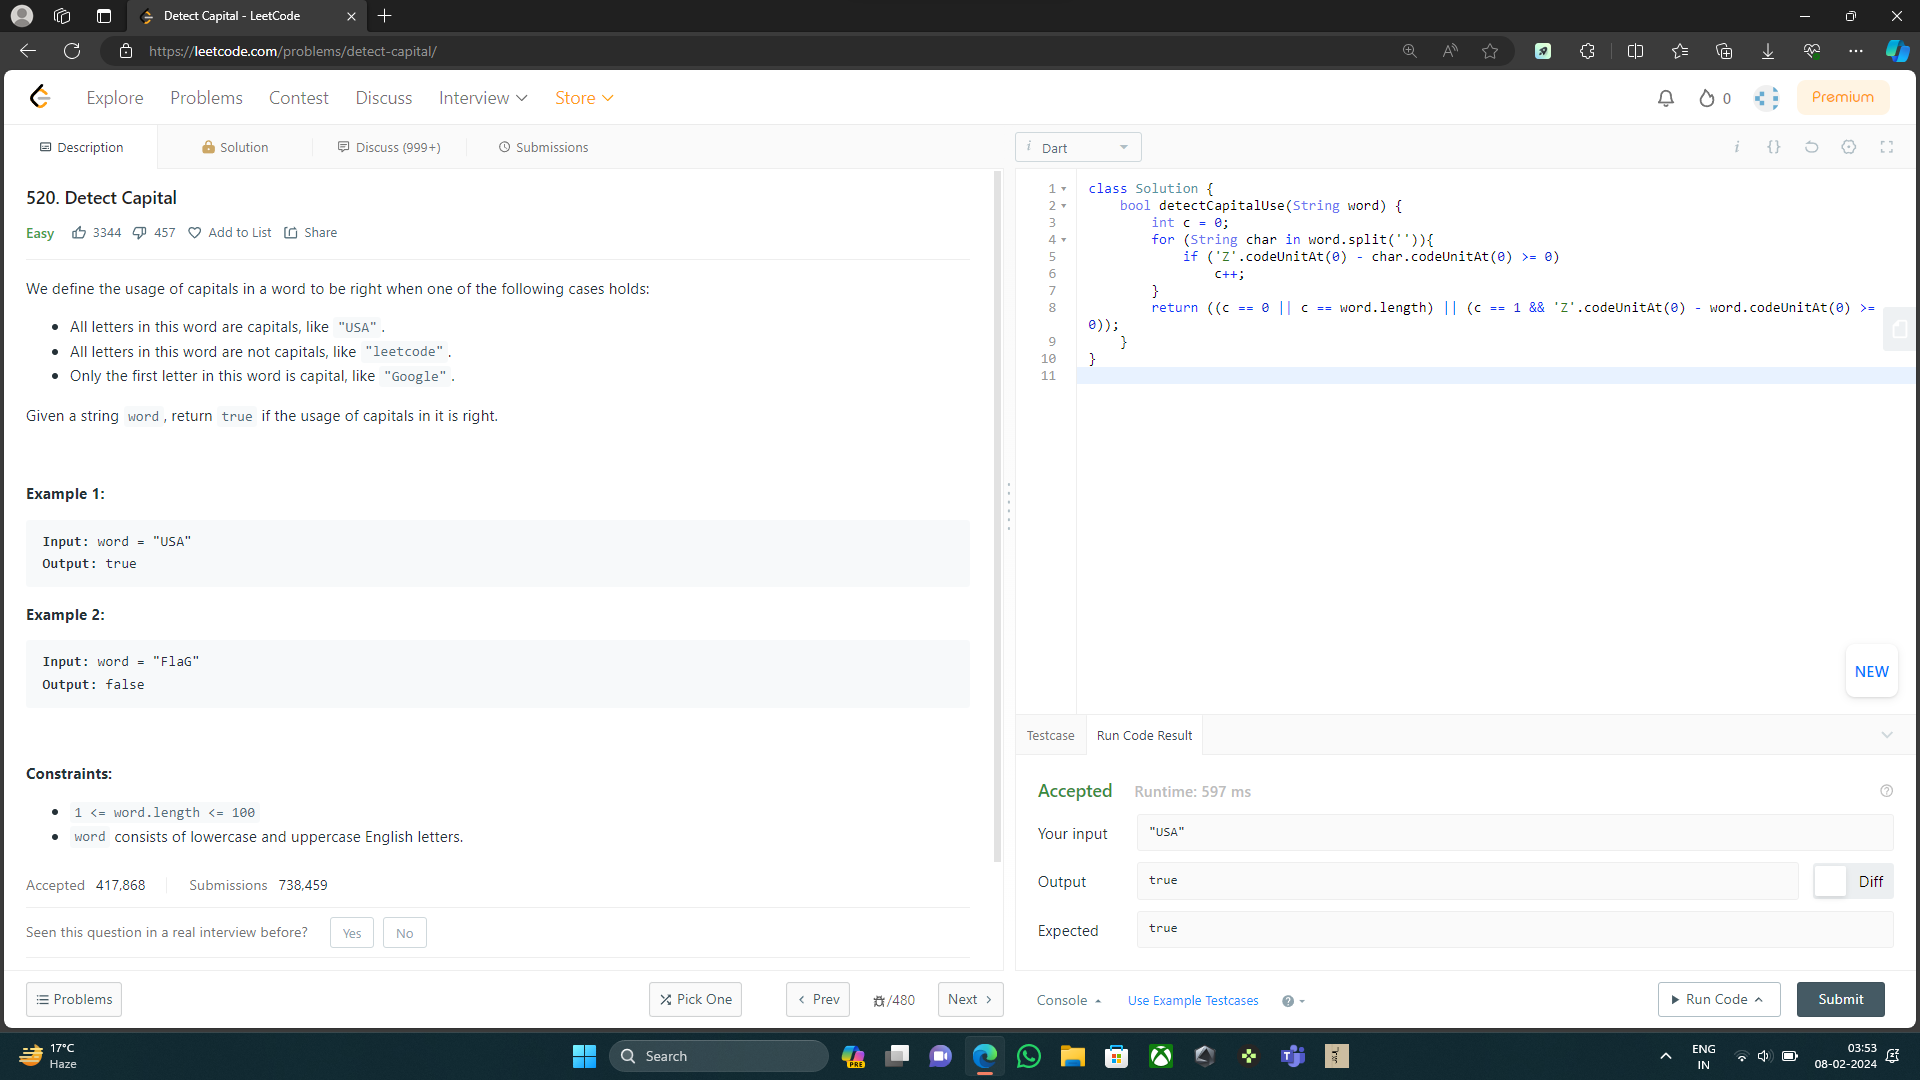 Detect Capital - LeetCode
https://leetcode.com/problems/detect-capital/
Explore Problems Contest Discuss Interview Store 0 Premium
Description Solution Discuss (999+) Submissions
520. Detect Capital
Easy 3344 457 Add to List Share
We define the usage of capitals in a word to be right when one of the following cases holds:
• All letters in this word are capitals, like "USA".
• All letters in this word are not capitals, like "leetcode".
• Only the first letter in this word is capital, like "Google".
Given a string word, return true if the usage of capitals in it is right.
Example 1:
Input: word = "USA"
Output: true
Example 2:
Input: word = "FlaG"
Output: false
Constraints:
• 1 <= word.length <= 100
• word consists of lowercase and uppercase English letters.
Accepted 417,868 Submissions 738,459
Seen this question in a real interview before? Yes No
Problems Pick One Prev /480 Next
i Dart i {}
1 class Solution {
2 bool detectCapitalUse(String word) {
3 int c = 0;
4 for (String char in word.split('')){
5 if ('Z'.codeUnitAt(0) - char.codeUnitAt(0) >= 0)
6 c++;
7 }
8 return ((c == 0 || c == word.length) || (c == 1 && 'Z'.codeUnitAt(0) - word.codeUnitAt(0) >=
0));
9 }
10 }
11
NEW
Testcase Run Code Result
Accepted Runtime: 597 ms
Your input "USA"
Output true Diff
Expected true
Console Use Example Testcases Run Code Submit
17°C
Haze
Search
PRE
ENG
IN
03:53
08-02-2024